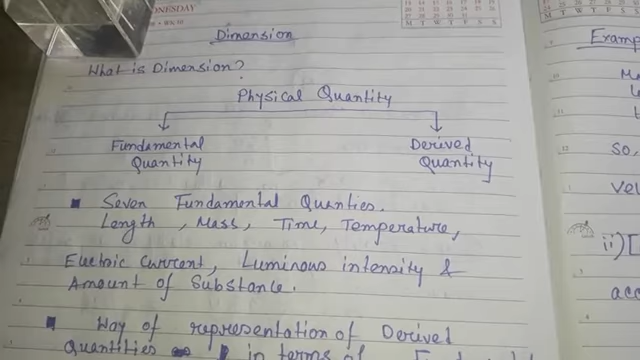 WEDNESDAY
Dimension
What is Dimension?
Physical Quantity
Fundamental Quantity
Derived Quantity
Seven Fundamental Quanties.
Length, Mass, Time, Temperature,
Electric Current, Luminous intensity &
Amount of Substance.
Way of representation of Derived
Quantities in terms of
Examp
so,
vel
ii) [
acc